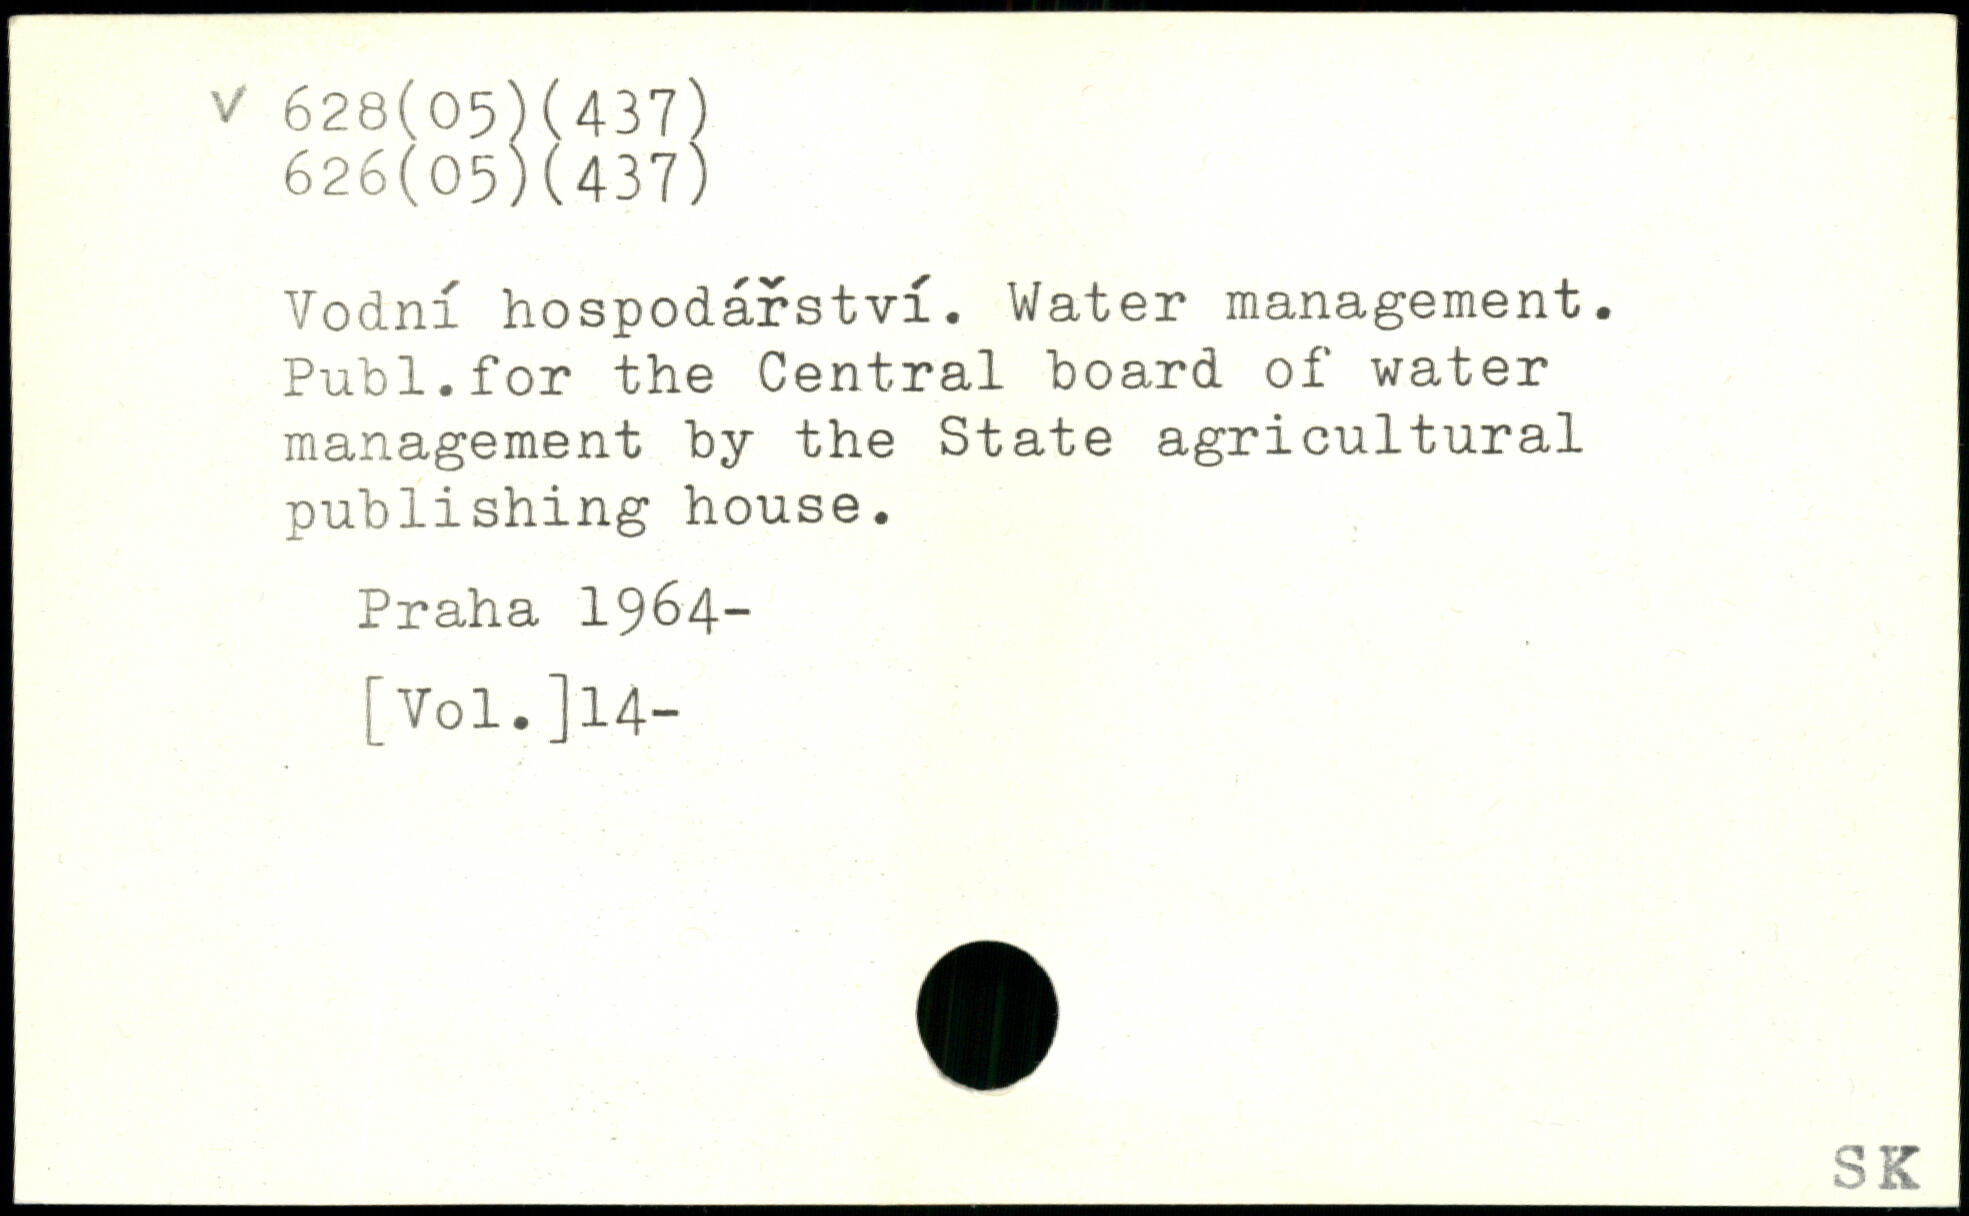 v 628(05)(437)
626(05)(437)
Vodní hospodářství. Water management.
Publ.for the Central board of water
management by the State agricultural
publishing house.
Praha 1964-
[Vol.]14-
SK